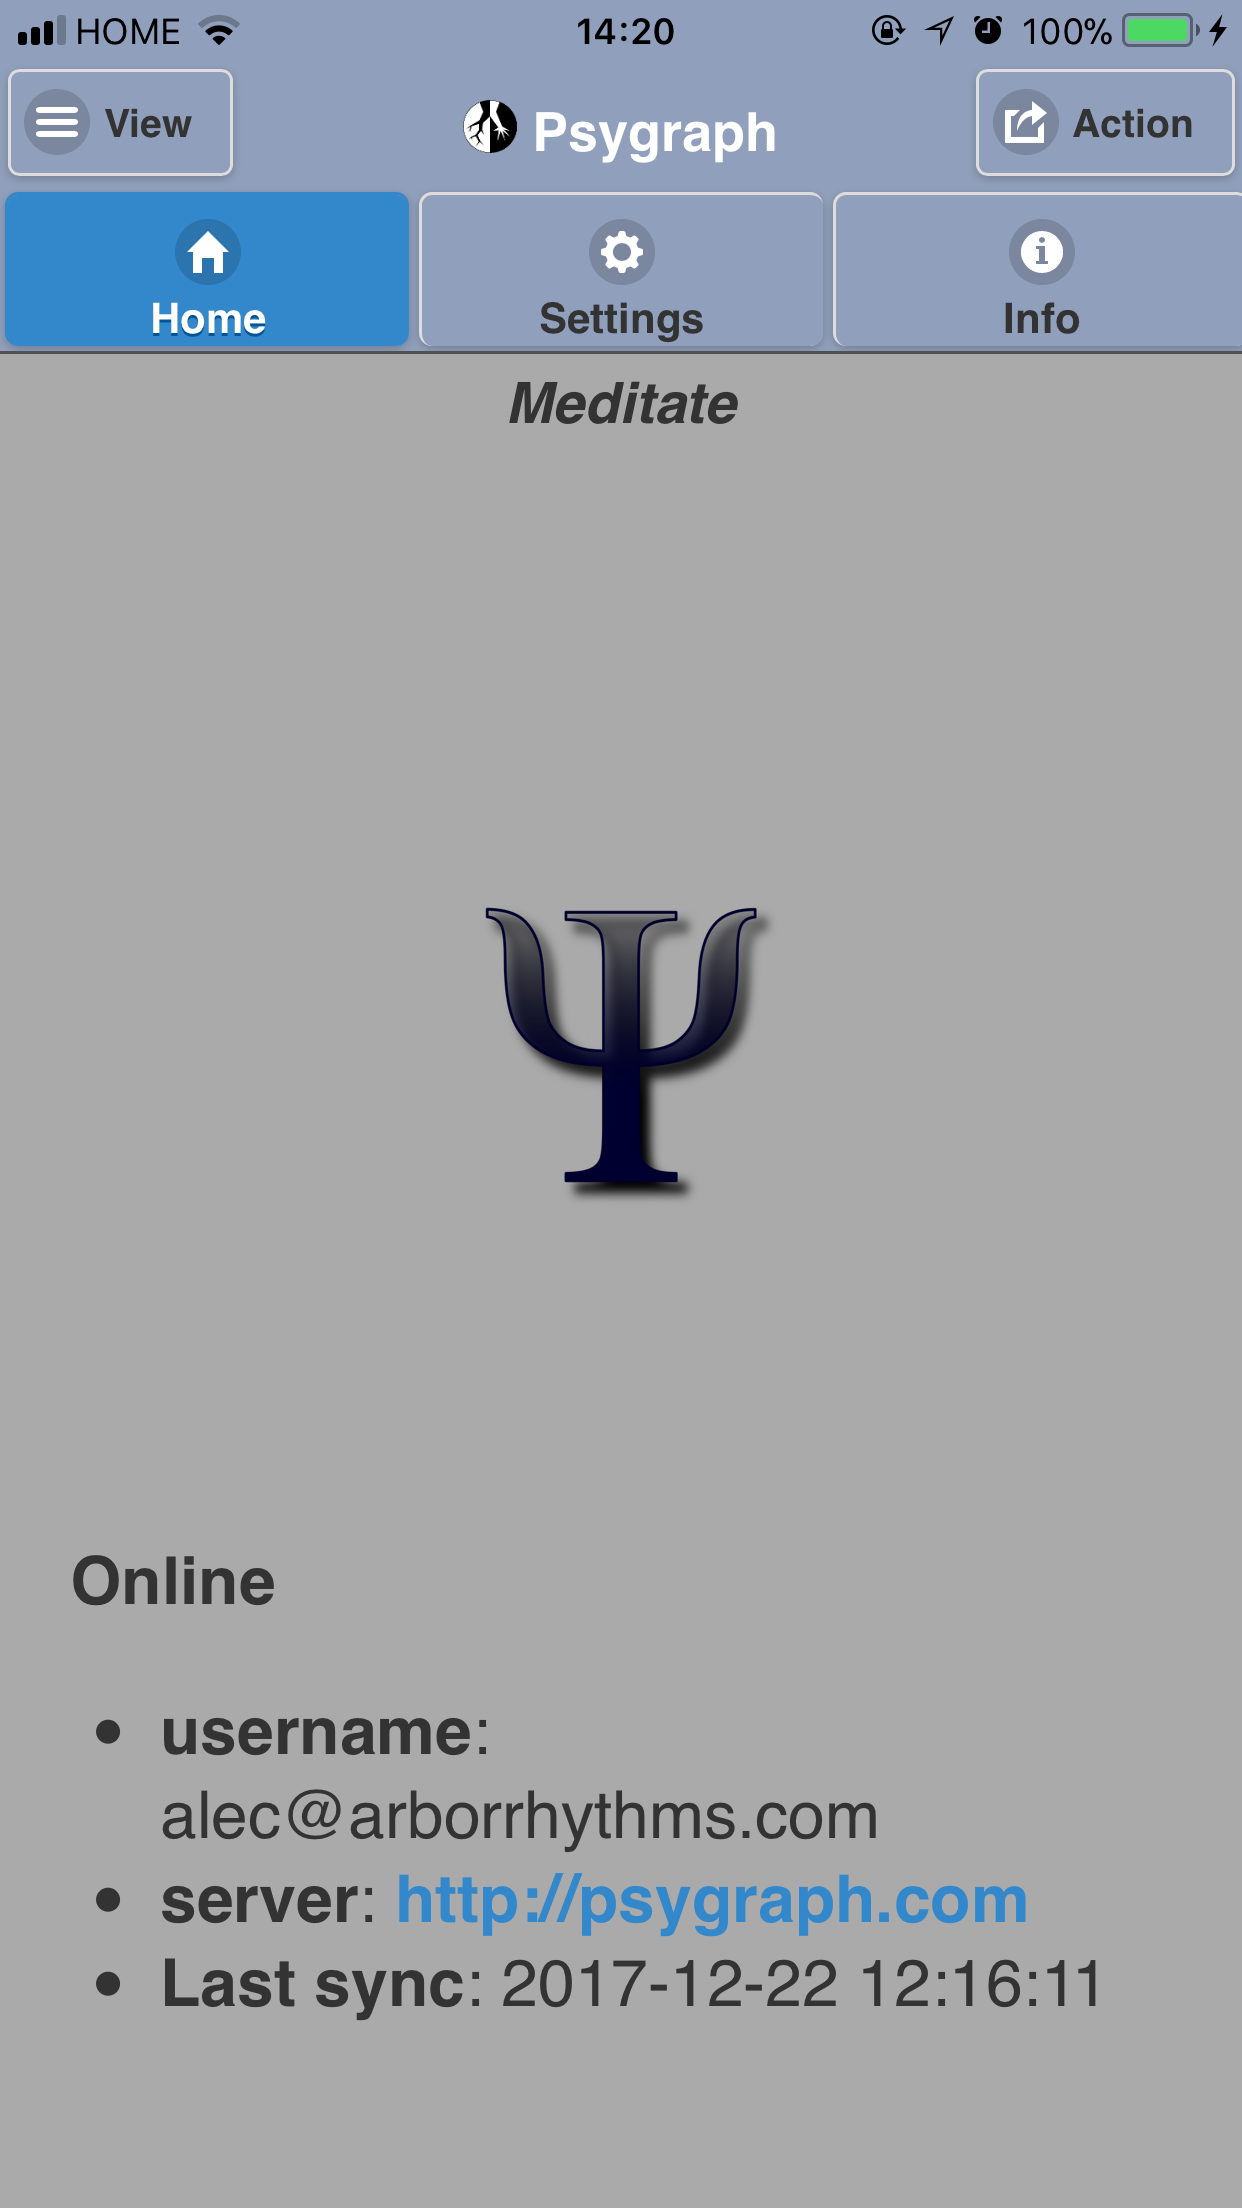 HOME 14:20 100%
View Psygraph Action
Home Settings Info
Meditate
Ψ
Online
username:
alec@arborrhythms.com
server: http://psygraph.com
Last sync: 2017-12-22 12:16:11